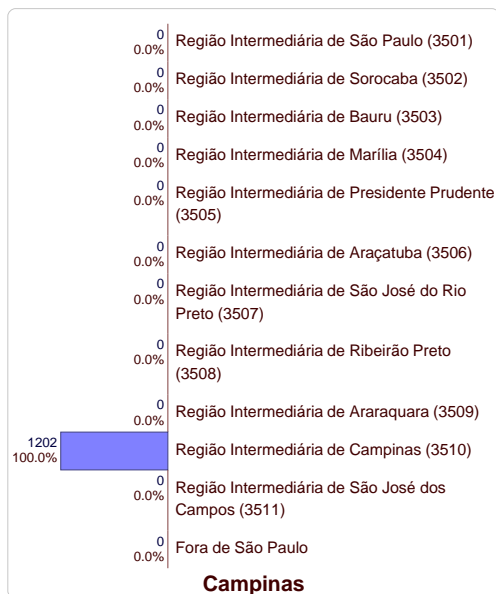 0
0.0%
Região Intermediária de São Paulo (3501)
0
0.0%
Região Intermediária de Sorocaba (3502)
0
0.0%
Região Intermediária de Bauru (3503)
0
0.0%
Região Intermediária de Marília (3504)
0
0.0%
Região Intermediária de Presidente Prudente
(3505)
0
0.0%
Região Intermediária de Araçatuba (3506)
0
0.0%
Região Intermediária de São José do Rio
Preto (3507)
0
0.0%
Região Intermediária de Ribeirão Preto
(3508)
0
0.0%
Região Intermediária de Araraquara (3509)
1202
100.0%
Região Intermediária de Campinas (3510)
0
0.0%
Região Intermediária de São José dos
Campos (3511)
0
0.0%
Fora de São Paulo
Campinas